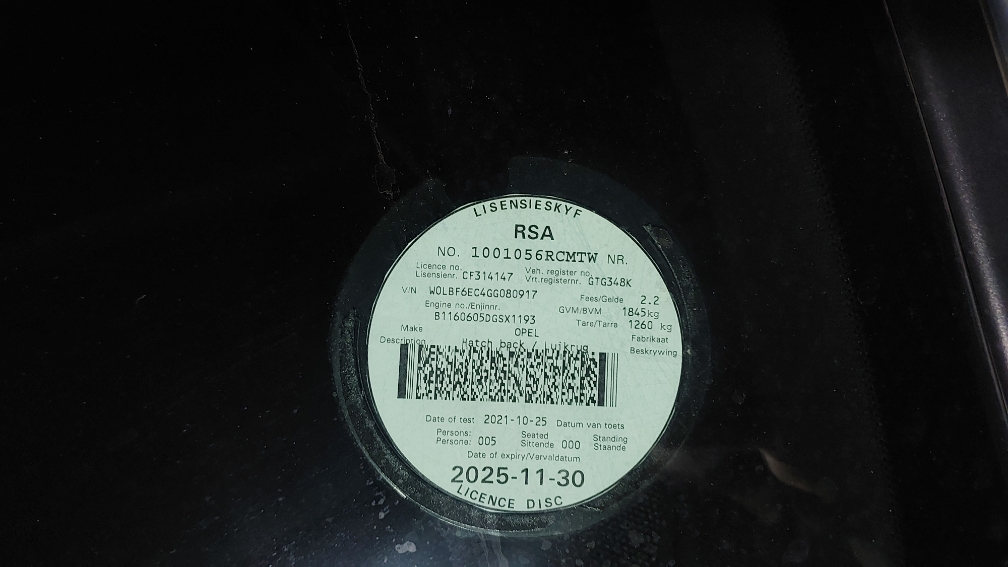 LISENSIESKYF
RSA
NO. 1001056RCMTW NR.
Licence no. Veh. register no.
Lisensienr. CF314147 Vrt.registernr. GTG348K
V/N W0LBF6EC4GG080917 Fees/Gelde 2.2
Engine no./Enjinnr. GVM/BVM 1845kg
B1160605DGSX1193 Tare/Tarra 1260 kg
Make OPEL Fabrikaat
Description Hatch back / Luikrug Beskrywing
Date of test 2021-10-25 Datum van toets
Persons: Seated Standing
Persone: 005 Sittende 000 Staande
Date of expiry/Vervaldatum
2025-11-30
LICENCE DISC